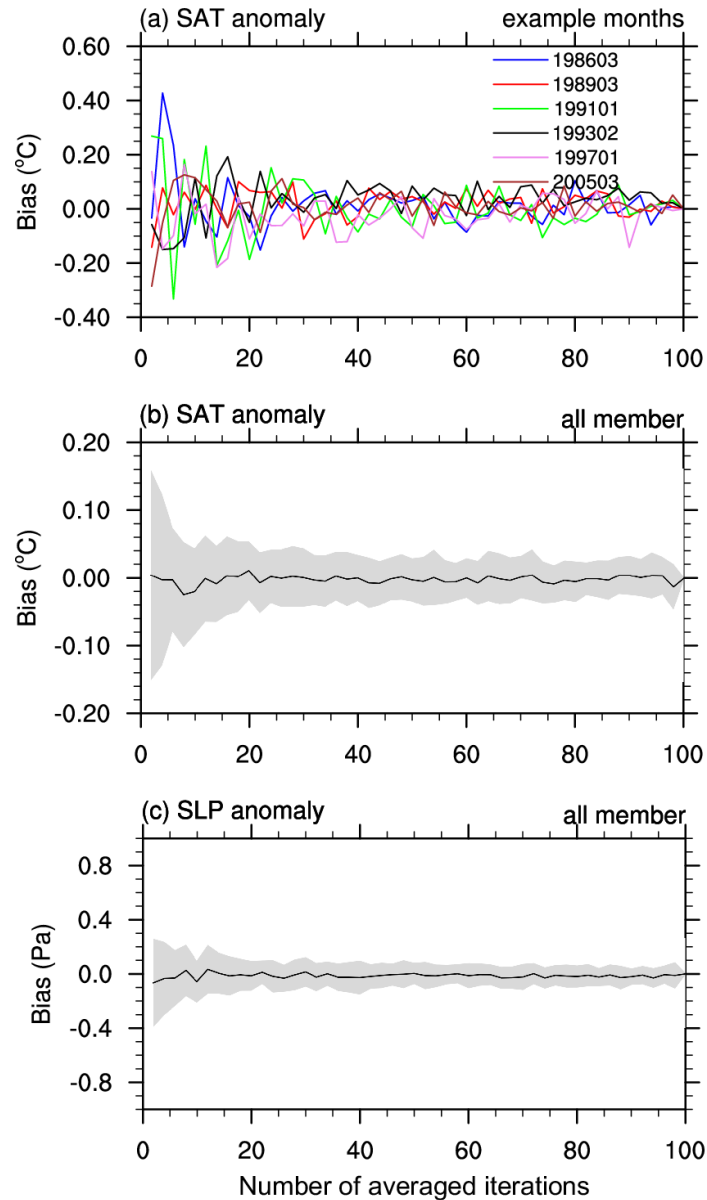 (a) SAT anomaly example months
0.60
0.40
0.20
0.00
-0.20
-0.40
Bias (°C)
198603
198903
199101
199302
199701
200503
0 20 40 60 80 100
(b) SAT anomaly all member
0.20
0.10
0.00
-0.10
-0.20
Bias (°C)
0 20 40 60 80 100
(c) SLP anomaly all member
0.8
0.4
0.0
-0.4
-0.8
Bias (Pa)
0 20 40 60 80 100
Number of averaged iterations